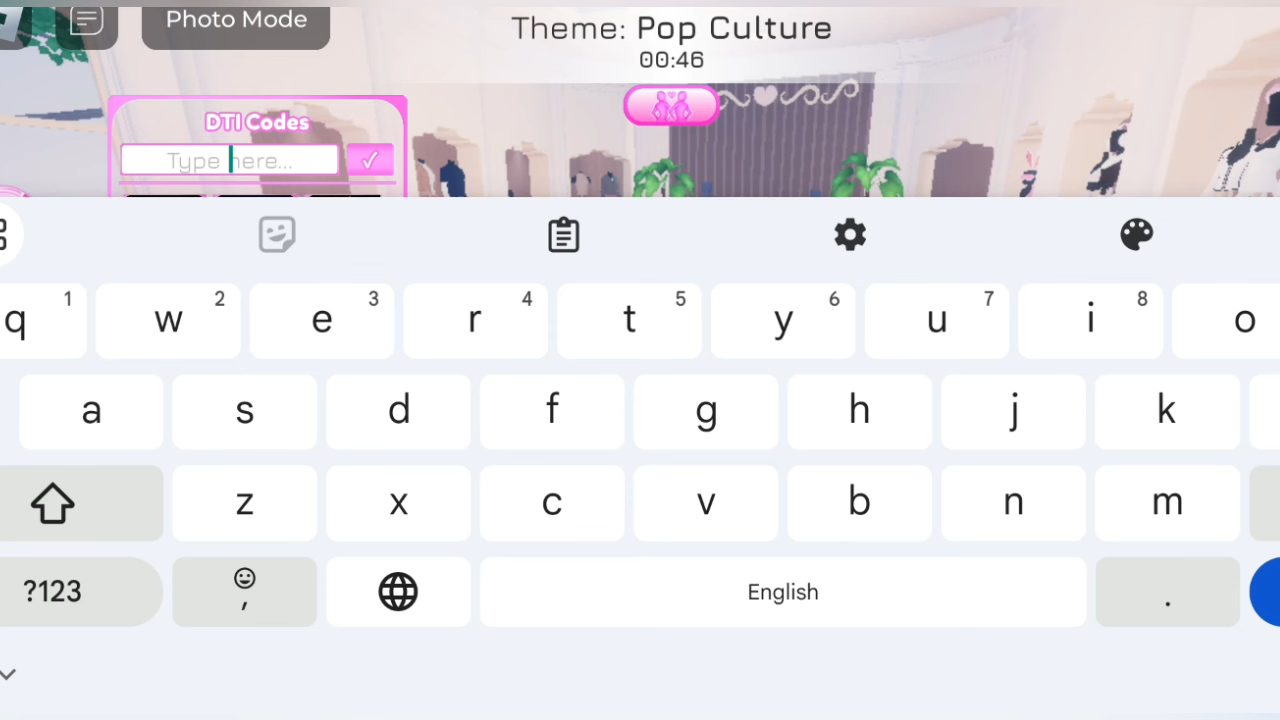 Photo Mode
Theme: Pop Culture
00:46
DTI Codes
Type here...
q 1 w 2 e 3 r 4 t 5 y 6 u 7 i 8 o
a s d f g h j k
z x c v b n m
?123 , English .